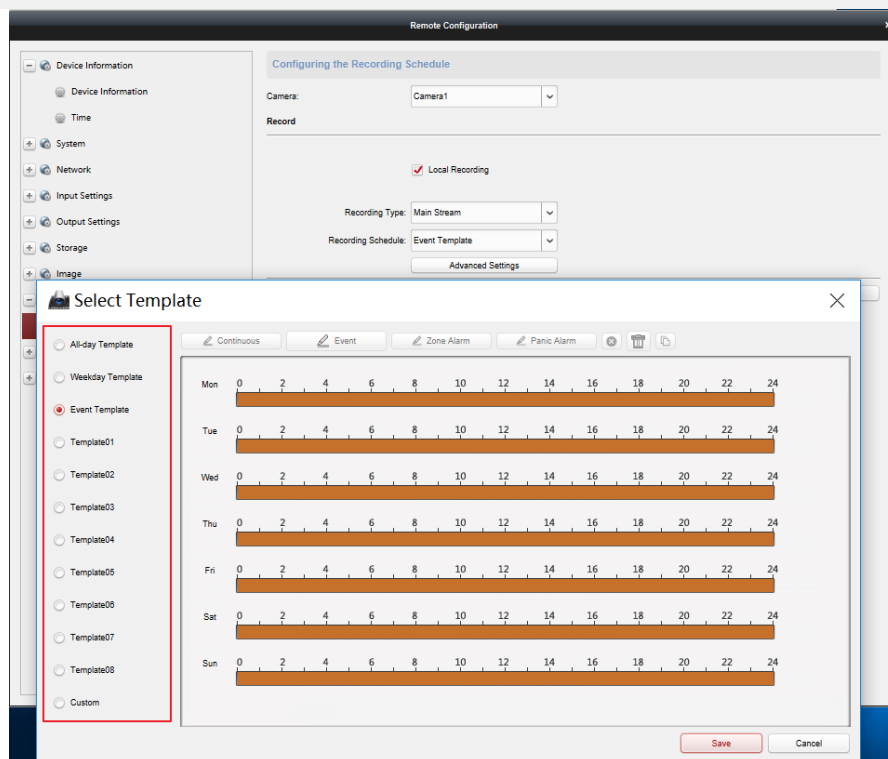 Remote Configuration
Device Information
Device Information
Time
System
Network
Input Settings
Output Settings
Storage
Image
Configuring the Recording Schedule
Camera: Camera1
Record
Local Recording
Recording Type: Main Stream
Recording Schedule: Event Template
Advanced Settings
Select Template
All-day Template
Weekday Template
Event Template
Template01
Template02
Template03
Template04
Template05
Template06
Template07
Template08
Custom
Continuous Event Zone Alarm Panic Alarm
Mon 0 2 4 6 8 10 12 14 16 18 20 22 24
Tue 0 2 4 6 8 10 12 14 16 18 20 22 24
Wed 0 2 4 6 8 10 12 14 16 18 20 22 24
Thu 0 2 4 6 8 10 12 14 16 18 20 22 24
Fri 0 2 4 6 8 10 12 14 16 18 20 22 24
Sat 0 2 4 6 8 10 12 14 16 18 20 22 24
Sun 0 2 4 6 8 10 12 14 16 18 20 22 24
Save Cancel